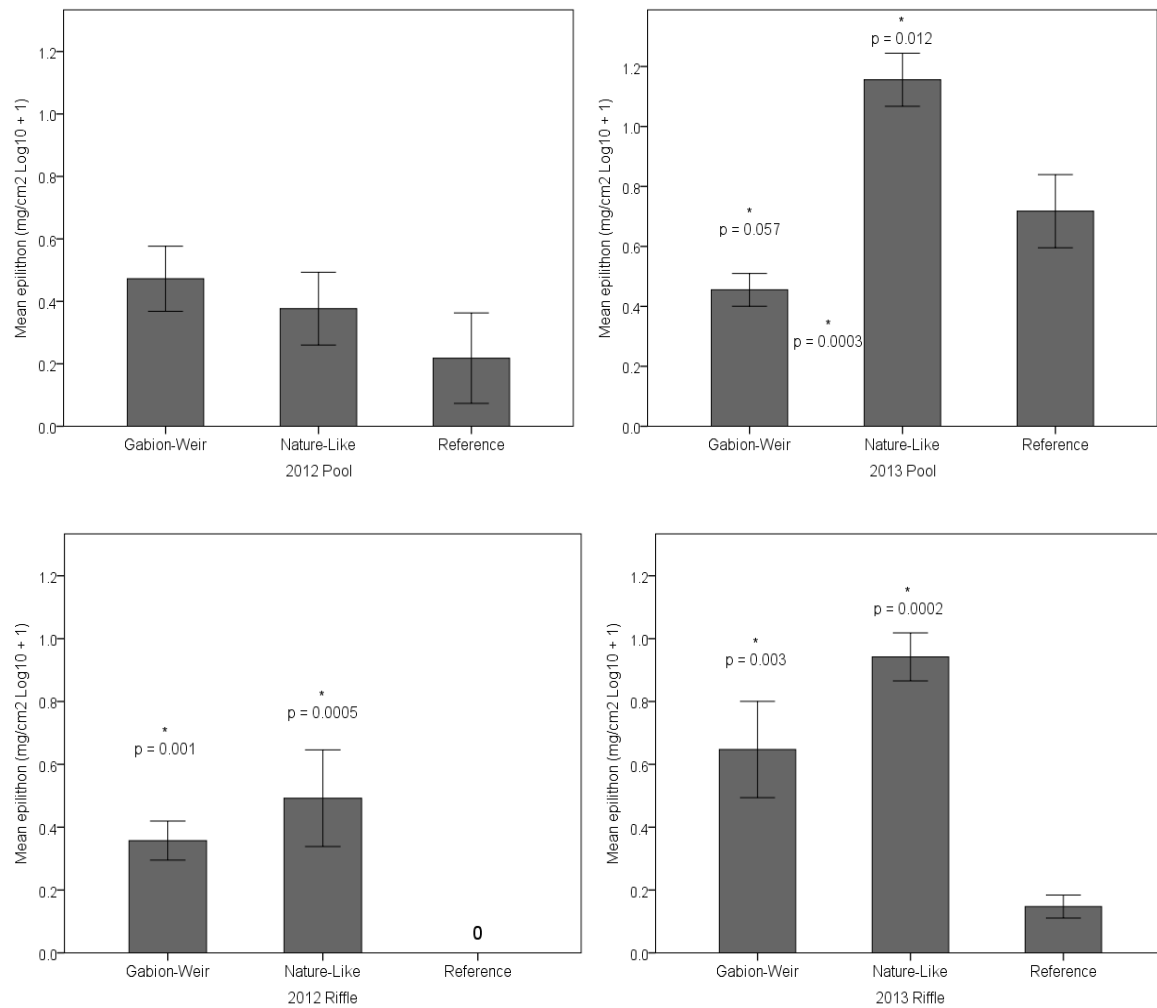 Mean epilithon (mg/cm2 Log10 + 1)
1.2
1.0
0.8
0.6
0.4
0.2
0.0
Gabion-Weir
Nature-Like
Reference
2012 Pool
Mean epilithon (mg/cm2 Log10 + 1)
1.2
1.0
0.8
0.6
0.4
0.2
0.0
*
p = 0.057
*
p = 0.0003
*
p = 0.012
Gabion-Weir
Nature-Like
Reference
2013 Pool
Mean epilithon (mg/cm2 Log10 + 1)
1.2
1.0
0.8
0.6
0.4
0.2
0.0
*
p = 0.001
*
p = 0.0005
0
Gabion-Weir
Nature-Like
Reference
2012 Riffle
Mean epilithon (mg/cm2 Log10 + 1)
1.2
1.0
0.8
0.6
0.4
0.2
0.0
*
p = 0.003
*
p = 0.0002
Gabion-Weir
Nature-Like
Reference
2013 Riffle